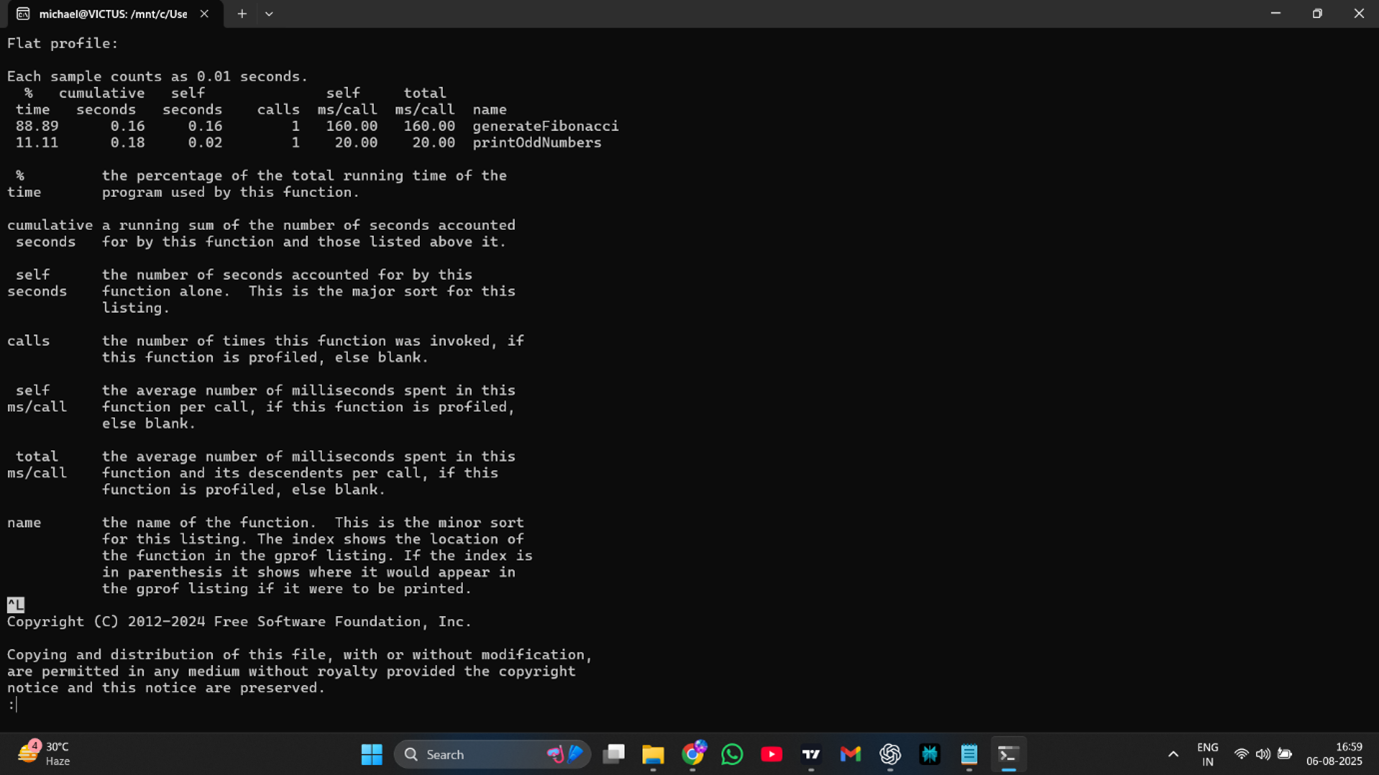 michael@VICTUS: /mnt/c/Use
Flat profile:
Each sample counts as 0.01 seconds.
%   cumulative   self              self     total
time   seconds   seconds    calls  ms/call  ms/call  name
88.89      0.16     0.16        1   160.00   160.00  generateFibonacci
11.11      0.18     0.02        1    20.00    20.00  printOddNumbers
%         the percentage of the total running time of the
time       program used by this function.
cumulative a running sum of the number of seconds accounted
seconds   for by this function and those listed above it.
self      the number of seconds accounted for by this
seconds    function alone.  This is the major sort for this
listing.
calls      the number of times this function was invoked, if
this function is profiled, else blank.
self      the average number of milliseconds spent in this
ms/call    function per call, if this function is profiled,
else blank.
total     the average number of milliseconds spent in this
ms/call    function and its descendents per call, if this
function is profiled, else blank.
name       the name of the function.  This is the minor sort
for this listing. The index shows the location of
the function in the gprof listing. If the index is
in parenthesis it shows where it would appear in
the gprof listing if it were to be printed.
^L
Copyright (C) 2012-2024 Free Software Foundation, Inc.
Copying and distribution of this file, with or without modification,
are permitted in any medium without royalty provided the copyright
notice and this notice are preserved.
:
4
30°C
Haze
Search
ENG
IN
16:59
06-08-2025